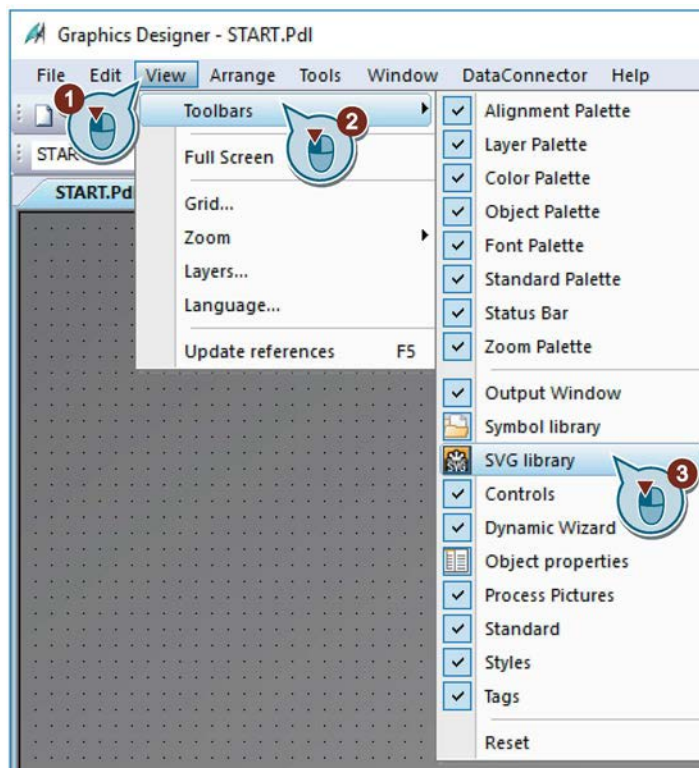 Graphics Designer - START.Pdl
File Edit View Arrange Tools Window DataConnector Help
1
Toolbars
2
Full Screen
START.Pd
Grid...
Zoom
Layers...
Language...
Update references F5
Alignment Palette
Layer Palette
Color Palette
Object Palette
Font Palette
Standard Palette
Status Bar
Zoom Palette
Output Window
Symbol library
SVG
SVG library
3
Controls
Dynamic Wizard
Object properties
Process Pictures
Standard
Styles
Tags
Reset